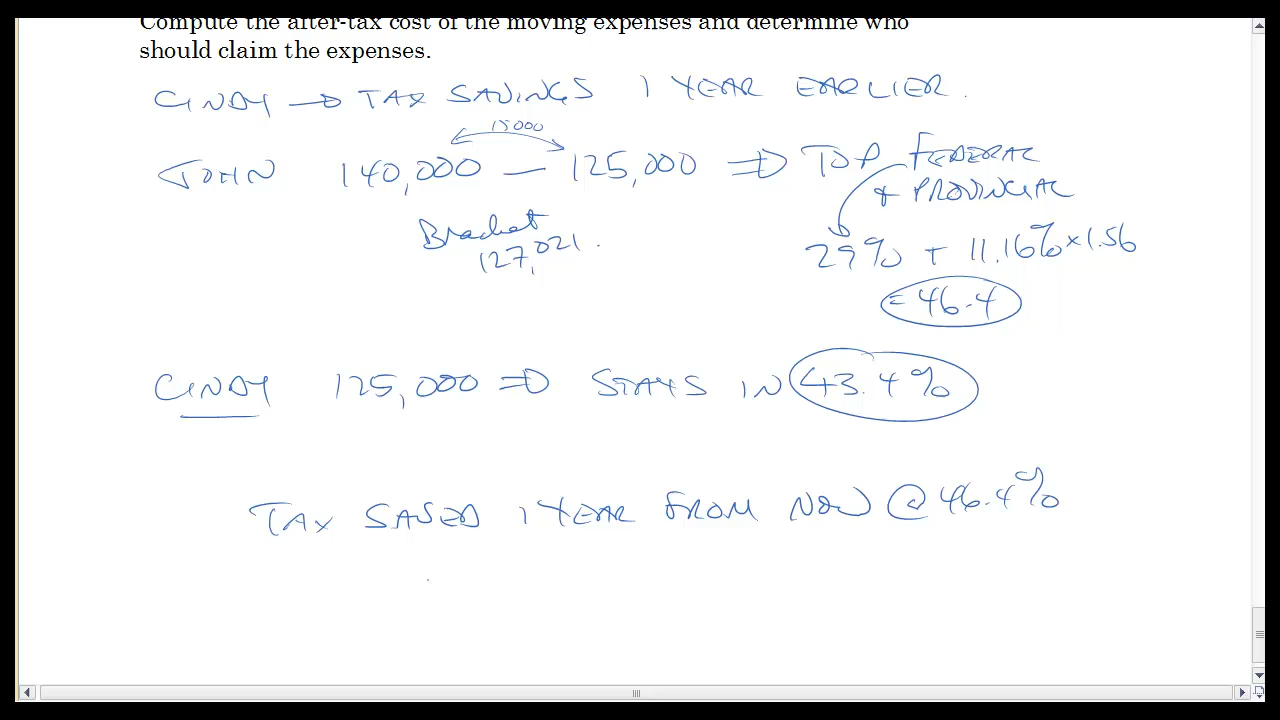 Compute the after-tax cost of the moving expenses and determine who
should claim the expenses.
CINDY → TAX SAVINGS 1 YEAR EARLIER.
15000
JOHN 140,000 — 125,000 ⇒ TOP FEDERAL
+ PROVINCIAL
Bracket
127,021.
29% + 11.16% × 1.56
= 46.4
CINDY 125,000 ⇒ STAYS IN 43.4%
TAX SAVED 1 YEAR FROM NOW @ 46.4%